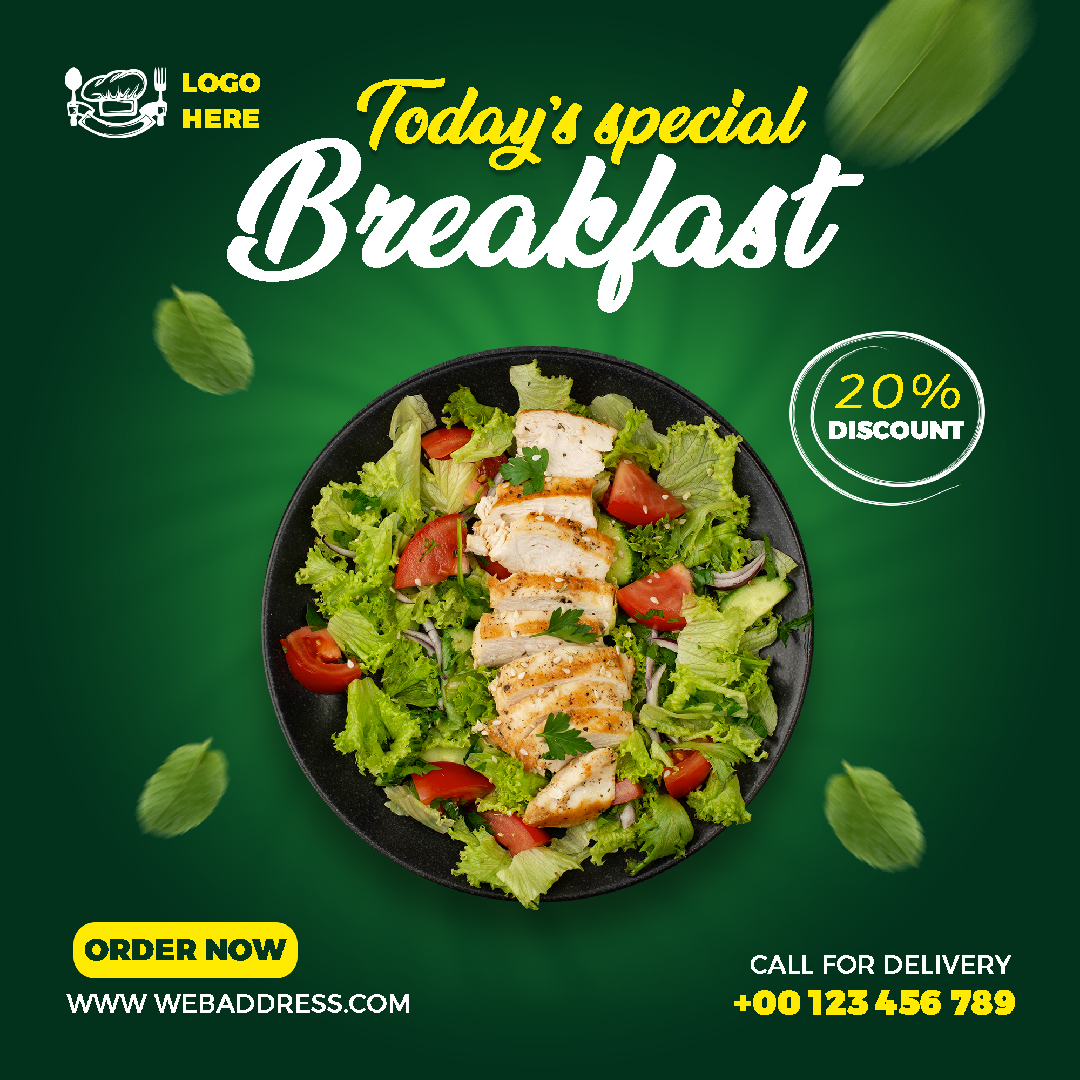 LOGO
HERE
Today's special
Breakfast
20%
DISCOUNT
ORDER NOW
WWW.WEBADDRESS.COM
CALL FOR DELIVERY
+00 123 456 789